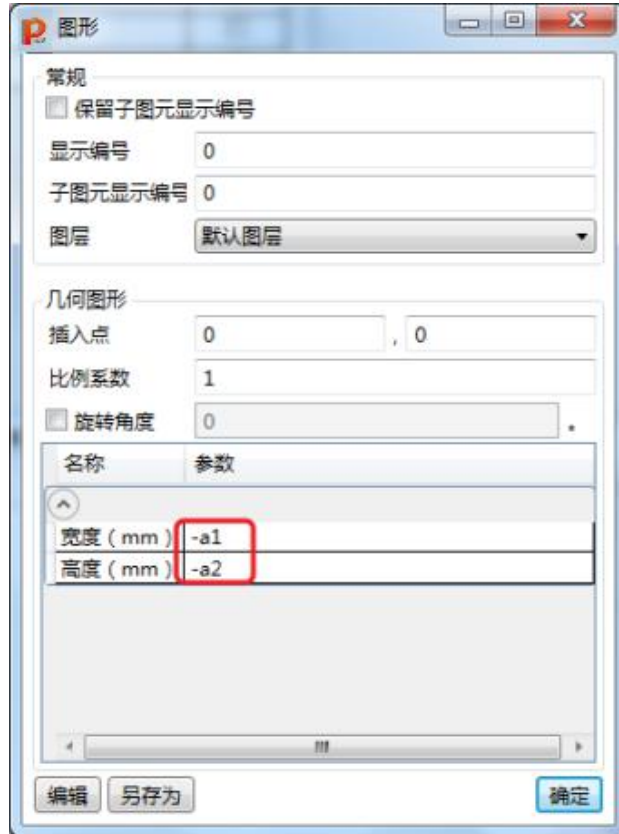 图形
常规
保留子图元显示编号
显示编号 0
子图元显示编号 0
图层 默认图层
几何图形
插入点 0 , 0
比例系数 1
旋转角度 0 。
名称 参数
宽度 ( mm ) -a1
高度 ( mm ) -a2
编辑 另存为 确定